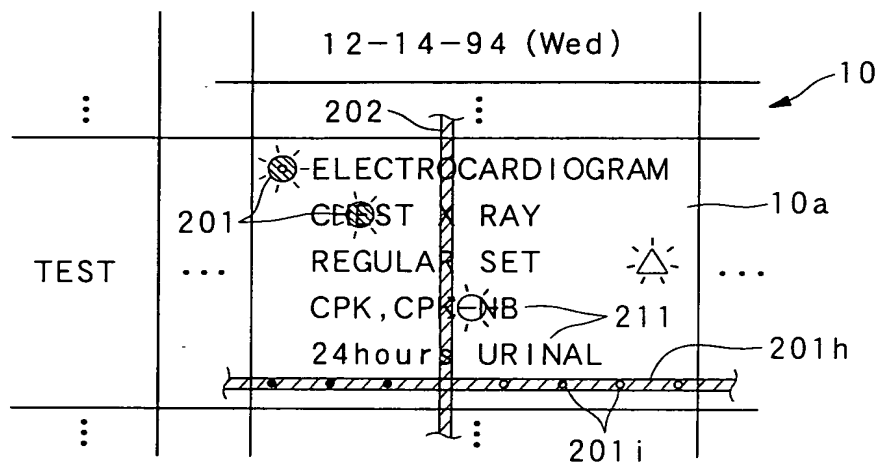 12-14-94 (Wed)
10
202
ELECTROCARDIOGRAM
201
CHEST X RAY
10a
TEST
REGULAR SET
CPK,CPK-NB
211
24hours URINAL
201h
201i